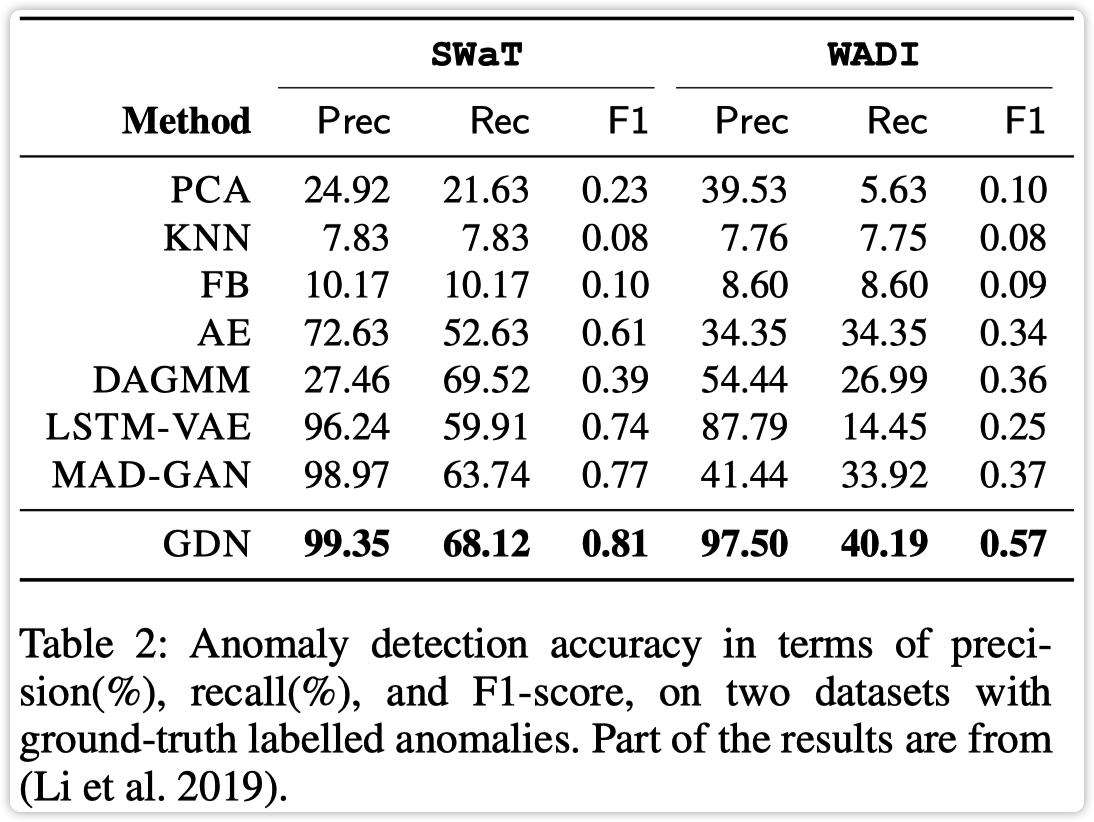 SWaT WADI
Method Prec Rec F1 Prec Rec F1
PCA 24.92 21.63 0.23 39.53 5.63 0.10
KNN 7.83 7.83 0.08 7.76 7.75 0.08
FB 10.17 10.17 0.10 8.60 8.60 0.09
AE 72.63 52.63 0.61 34.35 34.35 0.34
DAGMM 27.46 69.52 0.39 54.44 26.99 0.36
LSTM-VAE 96.24 59.91 0.74 87.79 14.45 0.25
MAD-GAN 98.97 63.74 0.77 41.44 33.92 0.37
GDN 99.35 68.12 0.81 97.50 40.19 0.57
Table 2: Anomaly detection accuracy in terms of preci-
sion(%), recall(%), and F1-score, on two datasets with
ground-truth labelled anomalies. Part of the results are from
(Li et al. 2019).